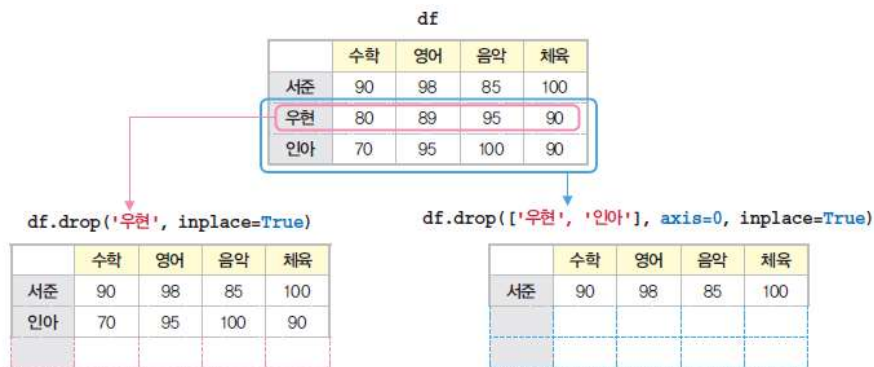 df
수학 영어 음악 체육
서준 90 98 85 100
우현 80 89 95 90
인아 70 95 100 90
df.drop('우현', inplace=True)
수학 영어 음악 체육
서준 90 98 85 100
인아 70 95 100 90
df.drop(['우현', '인아'], axis=0, inplace=True)
수학 영어 음악 체육
서준 90 98 85 100